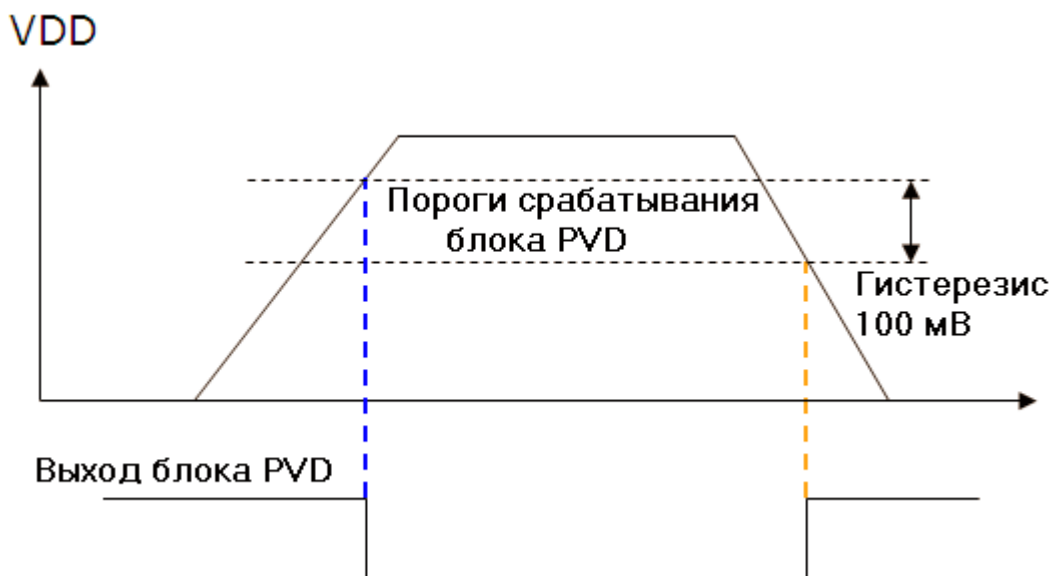 VDD
Пороги срабатывания
блока PVD
Гистерезис
100 мВ
Выход блока PVD